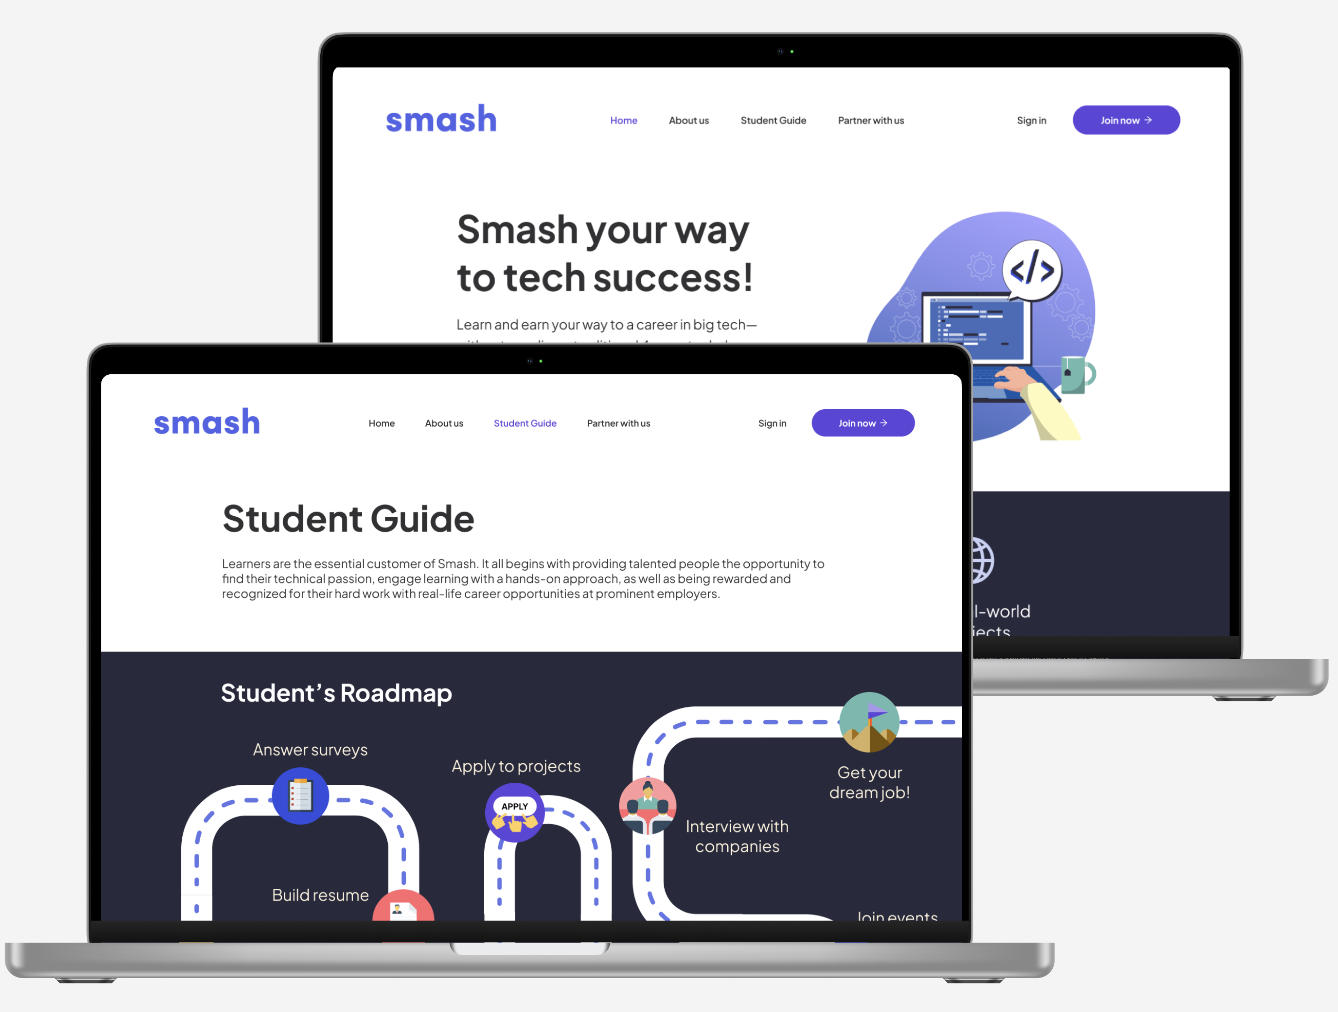 smash
Home About us Student Guide Partner with us Sign in Join now →
Smash your way
to tech success!
Learn and earn your way to a career in big tech—
</>
l-world
jects
smash
Home About us Student Guide Partner with us Sign in Join now →
Student Guide
Learners are the essential customer of Smash. It all begins with providing talented people the opportunity to
find their technical passion, engage learning with a hands-on approach, as well as being rewarded and
recognized for their hard work with real-life career opportunities at prominent employers.
Student’s Roadmap
Answer surveys
Apply to projects
APPLY
Get your
dream job!
Interview with
companies
Build resume
Join events